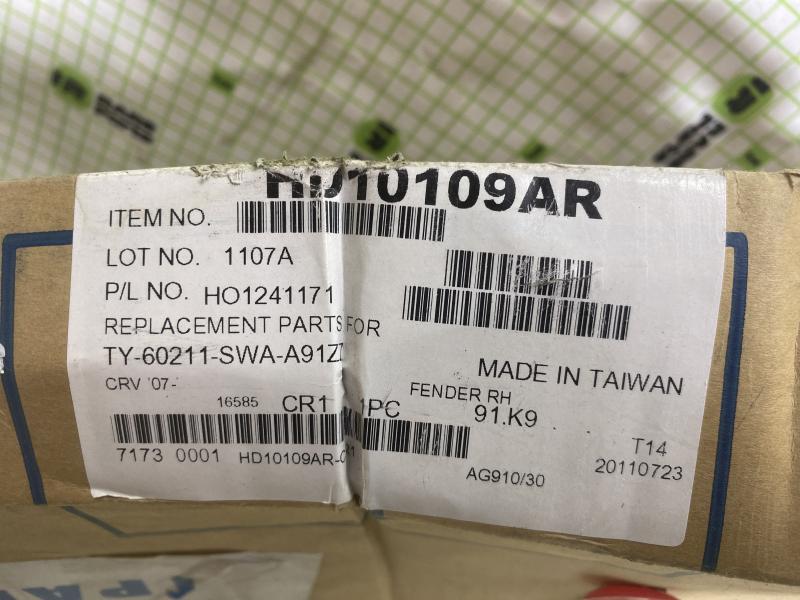 HD10109AR
ITEM NO.
LOT NO. 1107A
P/L NO. HO1241171
REPLACEMENT PARTS FOR
TY-60211-SWA-A91ZZ
MADE IN TAIWAN
CRV '07-
FENDER RH
16585 CR1 1PC 91.K9
T14
7173 0001 HD10109AR-
AG910/30
20110723